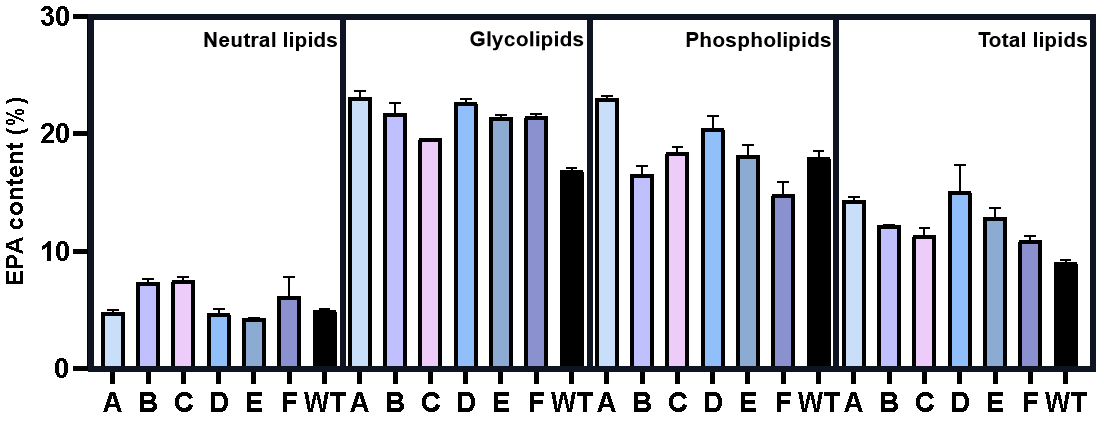 Neutral lipids
Glycolipids
Phospholipids
Total lipids
EPA content (%)
30
20
10
0
A B C D E F WT A B C D E F WT A B C D E F WT A B C D E F WT